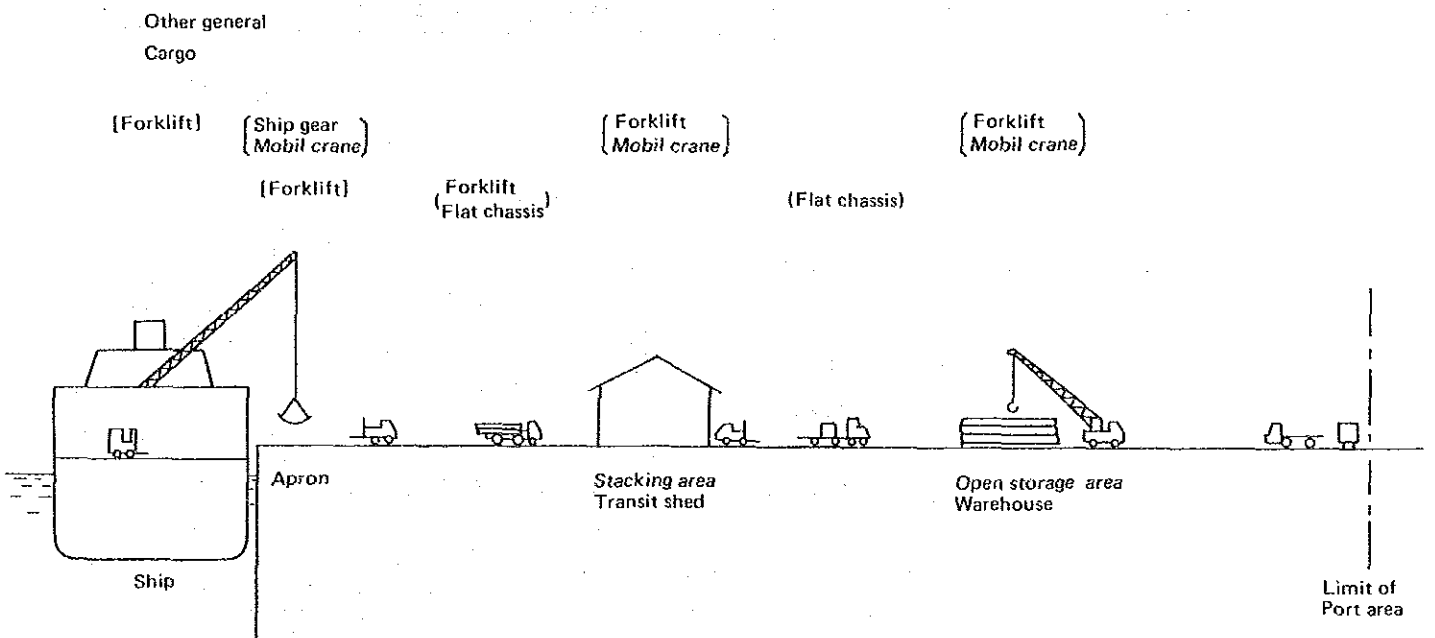 Other general
Cargo
[Forklift]
(Ship gear
Mobil crane)
[Forklift]
(Forklift
Flat chassis)
(Forklift
Mobil crane)
(Flat chassis)
(Forklift
Mobil crane)
Apron
Stacking area
Transit shed
Open storage area
Warehouse
Ship
Limit of
Port area